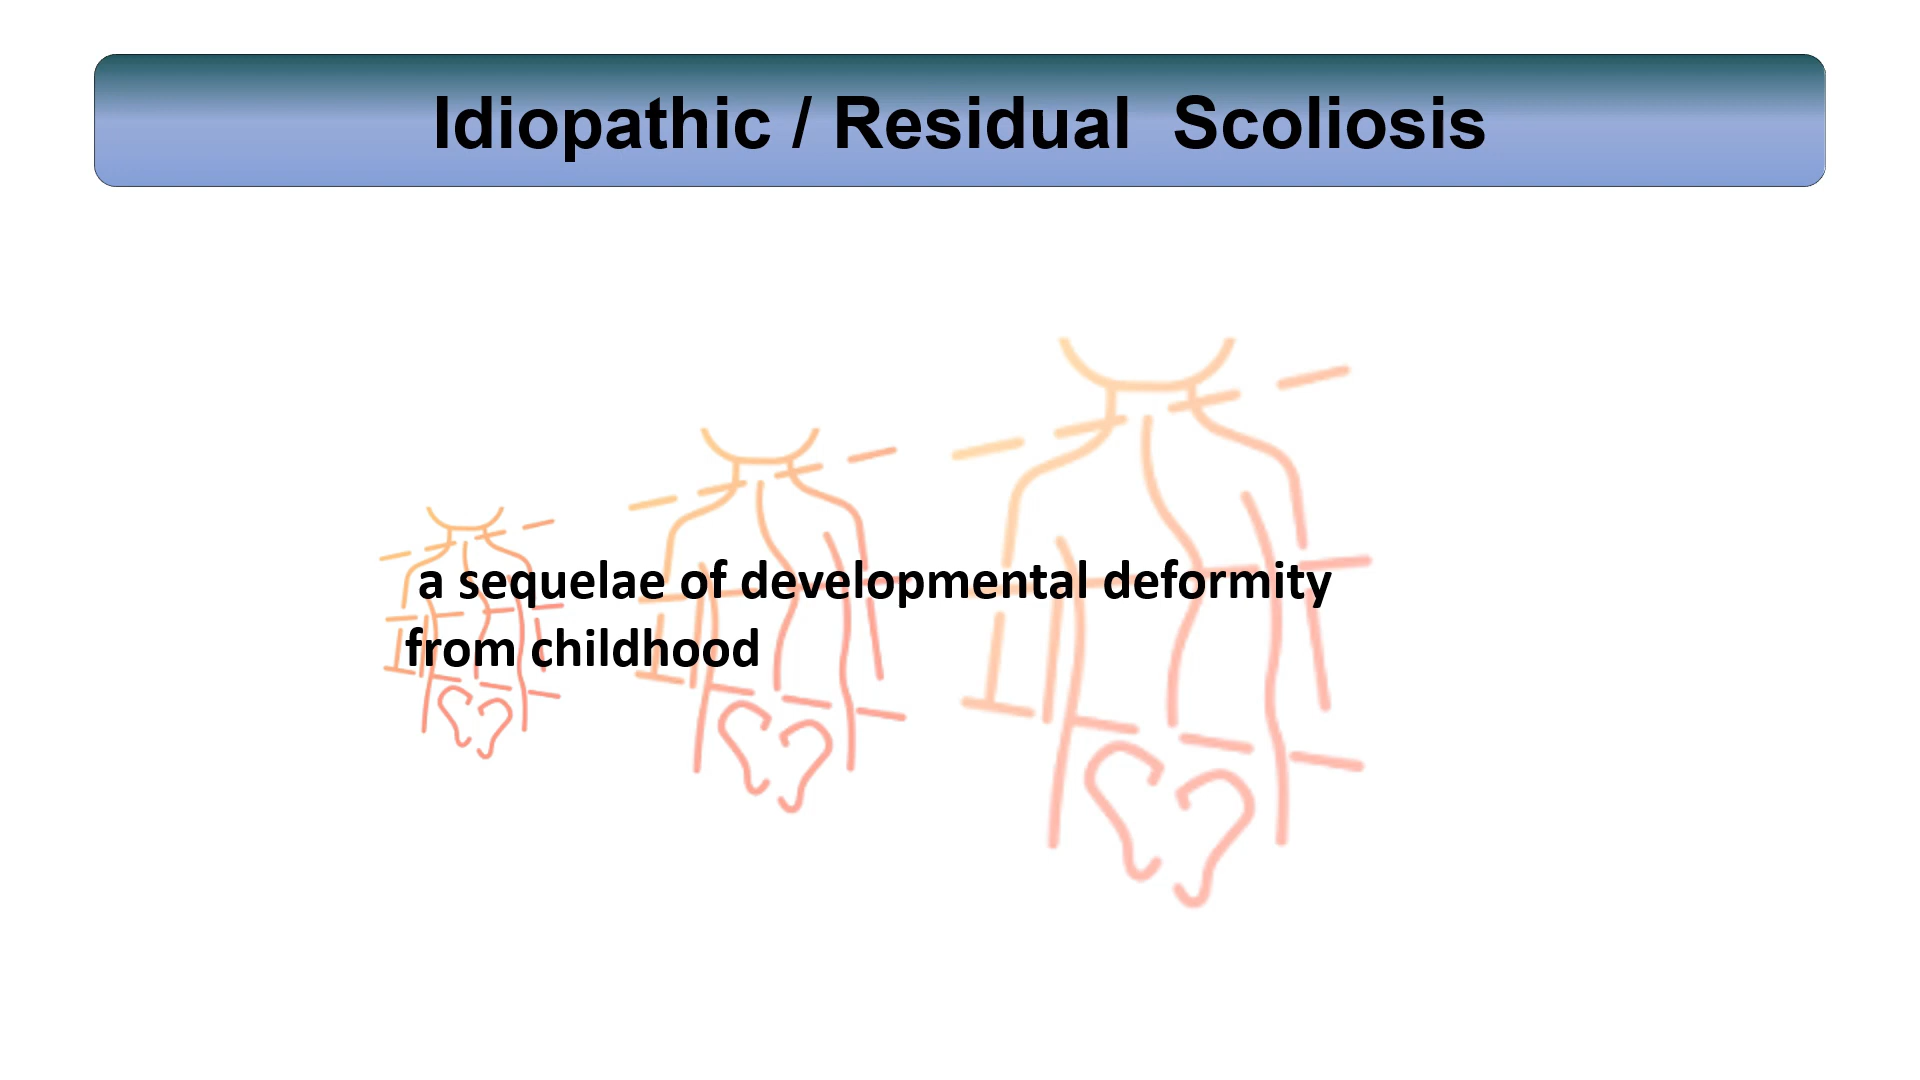 Idiopathic / Residual Scoliosis
a sequelae of developmental deformity
from childhood